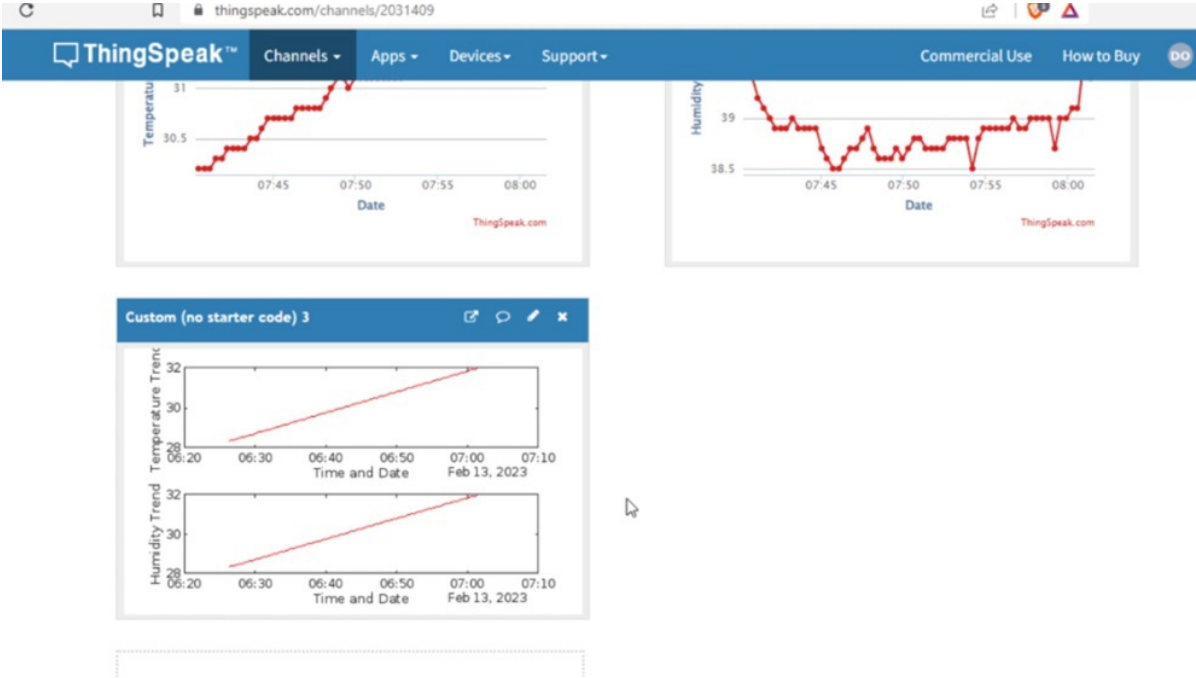 thingspeak.com/channels/2031409
ThingSpeak™ Channels Apps Devices Support Commercial Use How to Buy DO
Temperatu
31
30.5
07:45 07:50 07:55 08:00
Date
ThingSpeak.com
Humidity
39
38.5
07:45 07:50 07:55 08:00
Date
ThingSpeak.com
Custom (no starter code) 3
Temperature Trend
32
30
28
06:20 06:30 06:40 06:50 07:00 07:10
Time and Date Feb 13, 2023
Humidity Trend
32
30
28
06:20 06:30 06:40 06:50 07:00 07:10
Time and Date Feb 13, 2023